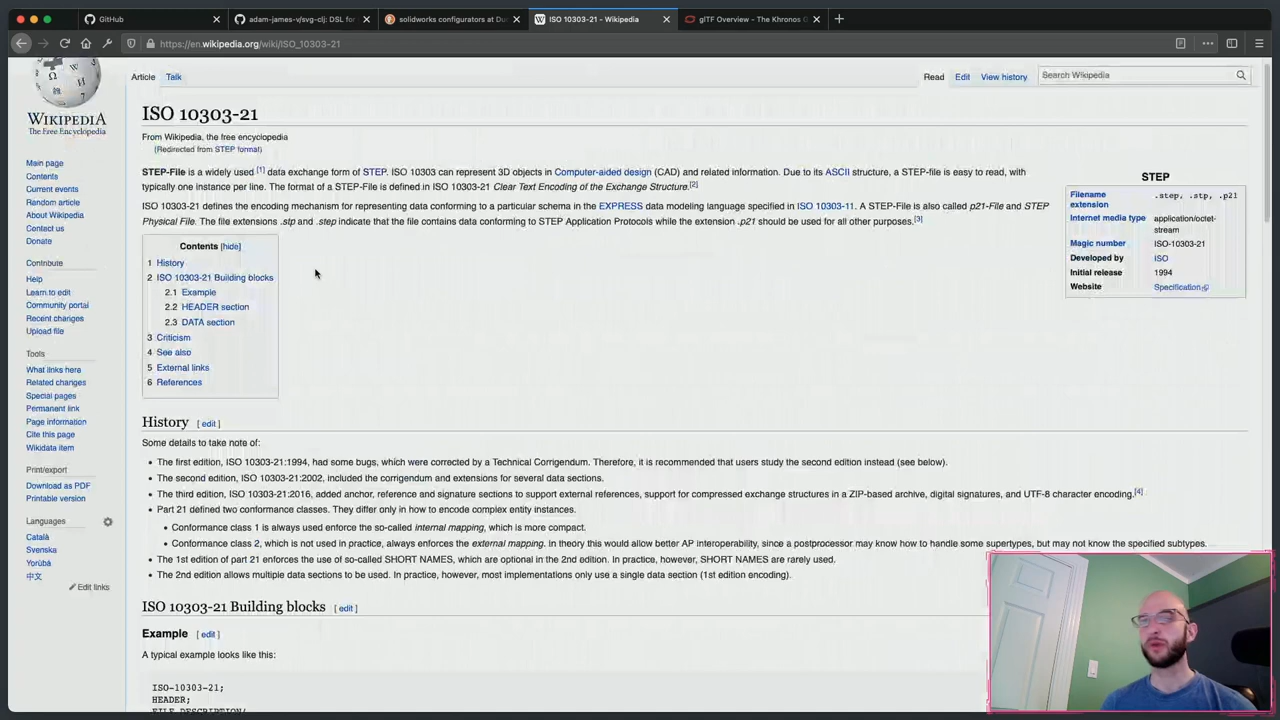 GitHub
adam-james-v/svg-clj: DSL for
solidworks configurators at Du
ISO 10303-21 - Wikipedia
glTF Overview - The Khronos G
https://en.wikipedia.org/wiki/ISO_10303-21
WIKIPEDIA
The Free Encyclopedia
Main page
Contents
Current events
Random article
About Wikipedia
Contact us
Donate
Contribute
Help
Learn to edit
Community portal
Recent changes
Upload file
Tools
What links here
Related changes
Special pages
Permanent link
Page information
Cite this page
Wikidata item
Print/export
Download as PDF
Printable version
Languages
Català
Svenska
Yorùbá
中文
Edit links
Article Talk
Read Edit View history Search Wikipedia
ISO 10303-21
From Wikipedia, the free encyclopedia
(Redirected from STEP format)
STEP-File is a widely used [1] data exchange form of STEP. ISO 10303 can represent 3D objects in Computer-aided design (CAD) and related information. Due to its ASCII structure, a STEP-file is easy to read, with
typically one instance per line. The format of a STEP-File is defined in ISO 10303-21 Clear Text Encoding of the Exchange Structure.[2]
ISO 10303-21 defines the encoding mechanism for representing data conforming to a particular schema in the EXPRESS data modeling language specified in ISO 10303-11. A STEP-File is also called p21-File and STEP
Physical File. The file extensions .stp and .step indicate that the file contains data conforming to STEP Application Protocols while the extension .p21 should be used for all other purposes.[3]
STEP
Filename extension .step, .stp, .p21
Internet media type application/octet-stream
Magic number ISO-10303-21
Developed by ISO
Initial release 1994
Website Specification
Contents [hide]
1 History
2 ISO 10303-21 Building blocks
2.1 Example
2.2 HEADER section
2.3 DATA section
3 Criticism
4 See also
5 External links
6 References
History [ edit ]
Some details to take note of:
• The first edition, ISO 10303-21:1994, had some bugs, which were corrected by a Technical Corrigendum. Therefore, it is recommended that users study the second edition instead (see below).
• The second edition, ISO 10303-21:2002, included the corrigendum and extensions for several data sections.
• The third edition, ISO 10303-21:2016, added anchor, reference and signature sections to support external references, support for compressed exchange structures in a ZIP-based archive, digital signatures, and UTF-8 character encoding.[4]
• Part 21 defined two conformance classes. They differ only in how to encode complex entity instances.
• Conformance class 1 is always used enforce the so-called internal mapping, which is more compact.
• Conformance class 2, which is not used in practice, always enforces the external mapping. In theory this would allow better AP interoperability, since a postprocessor may know how to handle some supertypes, but may not know the specified subtypes.
• The 1st edition of part 21 enforces the use of so-called SHORT NAMES, which are optional in the 2nd edition. In practice, however, SHORT NAMES are rarely used.
• The 2nd edition allows multiple data sections to be used. In practice, however, most implementations only use a single data section (1st edition encoding).
ISO 10303-21 Building blocks [ edit ]
Example [ edit ]
A typical example looks like this:
ISO-10303-21;
HEADER;
FILE_DESCRIPTION(